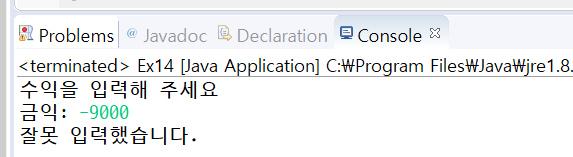 Problems @ Javadoc Declaration Console
<terminated> Ex14 [Java Application] C:₩Program Files₩Java₩jre1.8.
수익을 입력해 주세요
금익: -9000
잘못 입력했습니다.